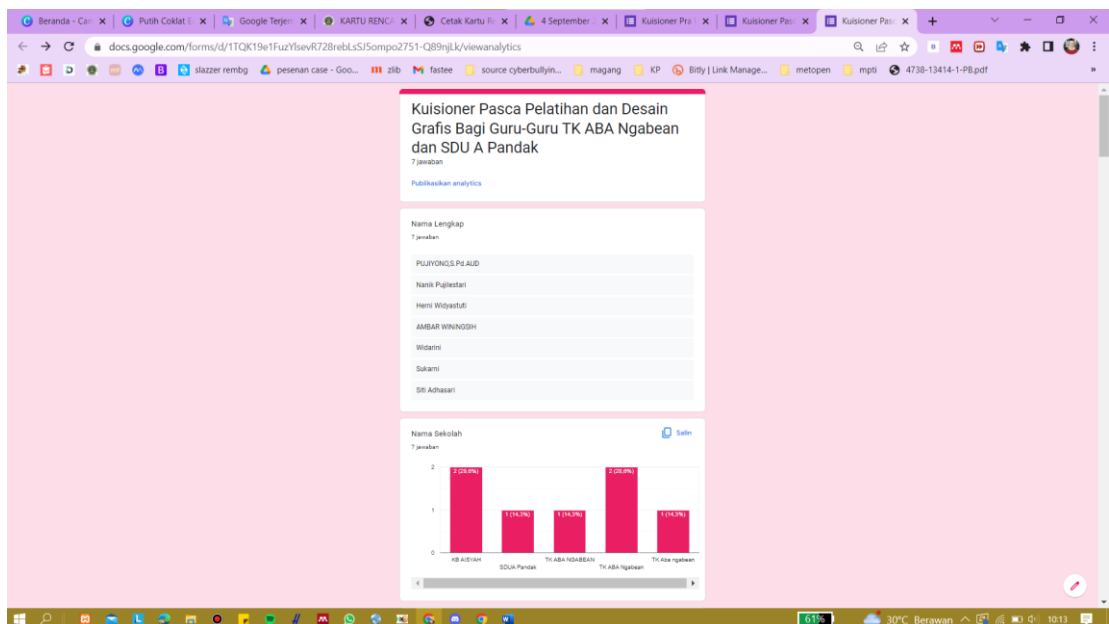 Beranda - Can
Putih Coklat E
Google Terjem
KARTU RENCA
Cetak Kartu R
4 September 2
Kuisioner Pra
Kuisioner Pas
Kuisioner Pas
docs.google.com/forms/d/1TQK19e1FuzYlsevR728rebLsSJ5ompo2751-Q89njLk/viewanalytics
slazzer rembg
pesenan case - Goo...
zlib
fastee
source cyberbullyin...
magang
KP
Bitly | Link Manage...
metopen
mpti
4738-13414-1-PB.pdf
Kuisioner Pasca Pelatihan dan Desain
Grafis Bagi Guru-Guru TK ABA Ngabean
dan SDU A Pandak
7 jawaban
Publikasikan analytics
Nama Lengkap
7 jawaban
PUJIYONO,S.Pd.AUD
Nanik Pujilestari
Herni Widyastuti
AMBAR WININGSIH
Widarini
Sukarni
Siti Adhasari
Nama Sekolah
Salin
7 jawaban
2
1
0
2 (28,6%)
1 (14,3%)
1 (14,3%)
2 (28,6%)
1 (14,3%)
KB AISYAH
SDUA Pandak
TK ABA NGABEAN
TK ABA Ngabean
TK Aba ngabean
61%
30°C Berawan
10:13